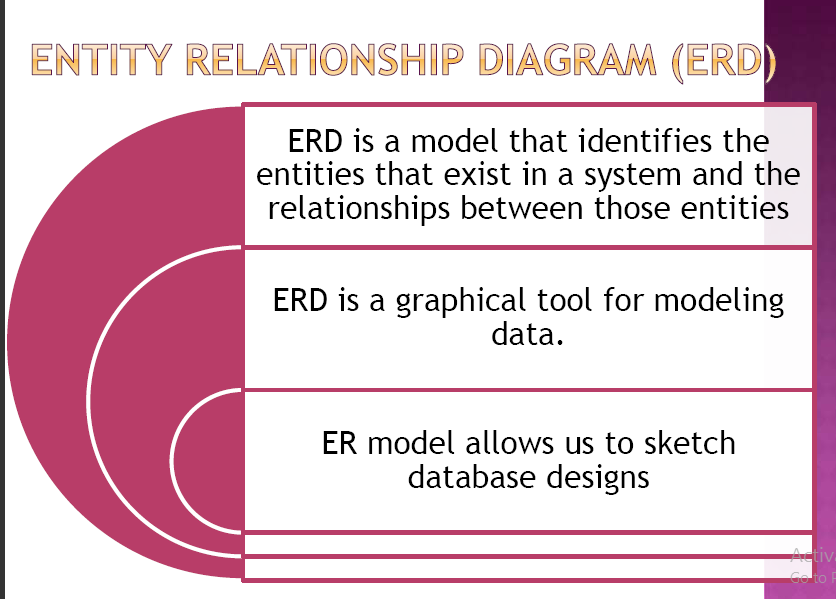 ENTITY RELATIONSHIP DIAGRAM (ERD)
ERD is a model that identifies the
entities that exist in a system and the
relationships between those entities
ERD is a graphical tool for modeling
data.
ER model allows us to sketch
database designs
Go to